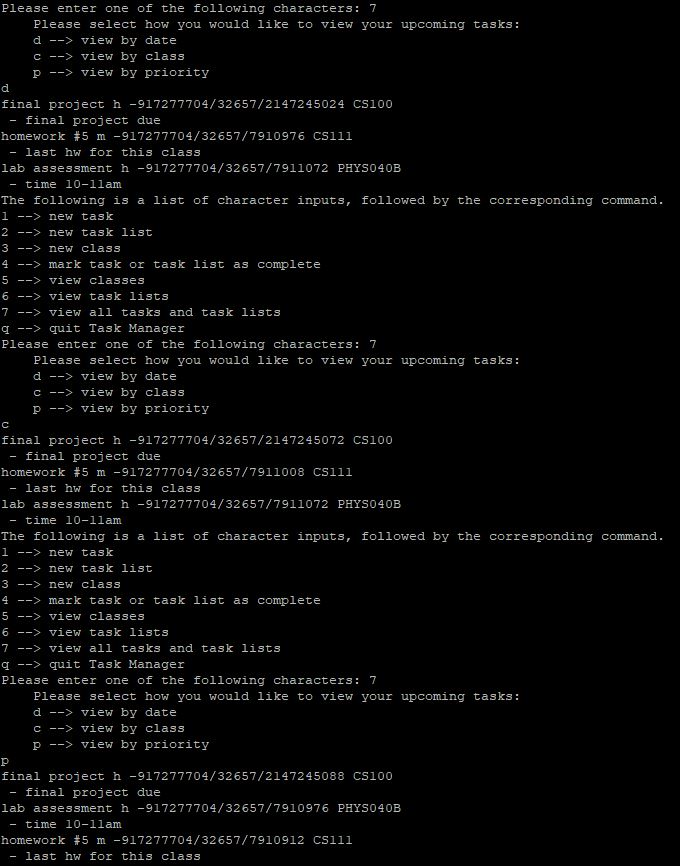 Please enter one of the following characters: 7
    Please select how you would like to view your upcoming tasks:
    d --> view by date
    c --> view by class
    p --> view by priority
d
final project h -917277704/32657/2147245024 CS100
 - final project due
homework #5 m -917277704/32657/7910976 CS111
 - last hw for this class
lab assessment h -917277704/32657/7911072 PHYS040B
 - time 10-11am
The following is a list of character inputs, followed by the corresponding command.
1 --> new task
2 --> new task list
3 --> new class
4 --> mark task or task list as complete
5 --> view classes
6 --> view task lists
7 --> view all tasks and task lists
q --> quit Task Manager
Please enter one of the following characters: 7
    Please select how you would like to view your upcoming tasks:
    d --> view by date
    c --> view by class
    p --> view by priority
c
final project h -917277704/32657/2147245072 CS100
 - final project due
homework #5 m -917277704/32657/7911008 CS111
 - last hw for this class
lab assessment h -917277704/32657/7911072 PHYS040B
 - time 10-11am
The following is a list of character inputs, followed by the corresponding command.
1 --> new task
2 --> new task list
3 --> new class
4 --> mark task or task list as complete
5 --> view classes
6 --> view task lists
7 --> view all tasks and task lists
q --> quit Task Manager
Please enter one of the following characters: 7
    Please select how you would like to view your upcoming tasks:
    d --> view by date
    c --> view by class
    p --> view by priority
p
final project h -917277704/32657/2147245088 CS100
 - final project due
lab assessment h -917277704/32657/7910976 PHYS040B
 - time 10-11am
homework #5 m -917277704/32657/7910912 CS111
 - last hw for this class